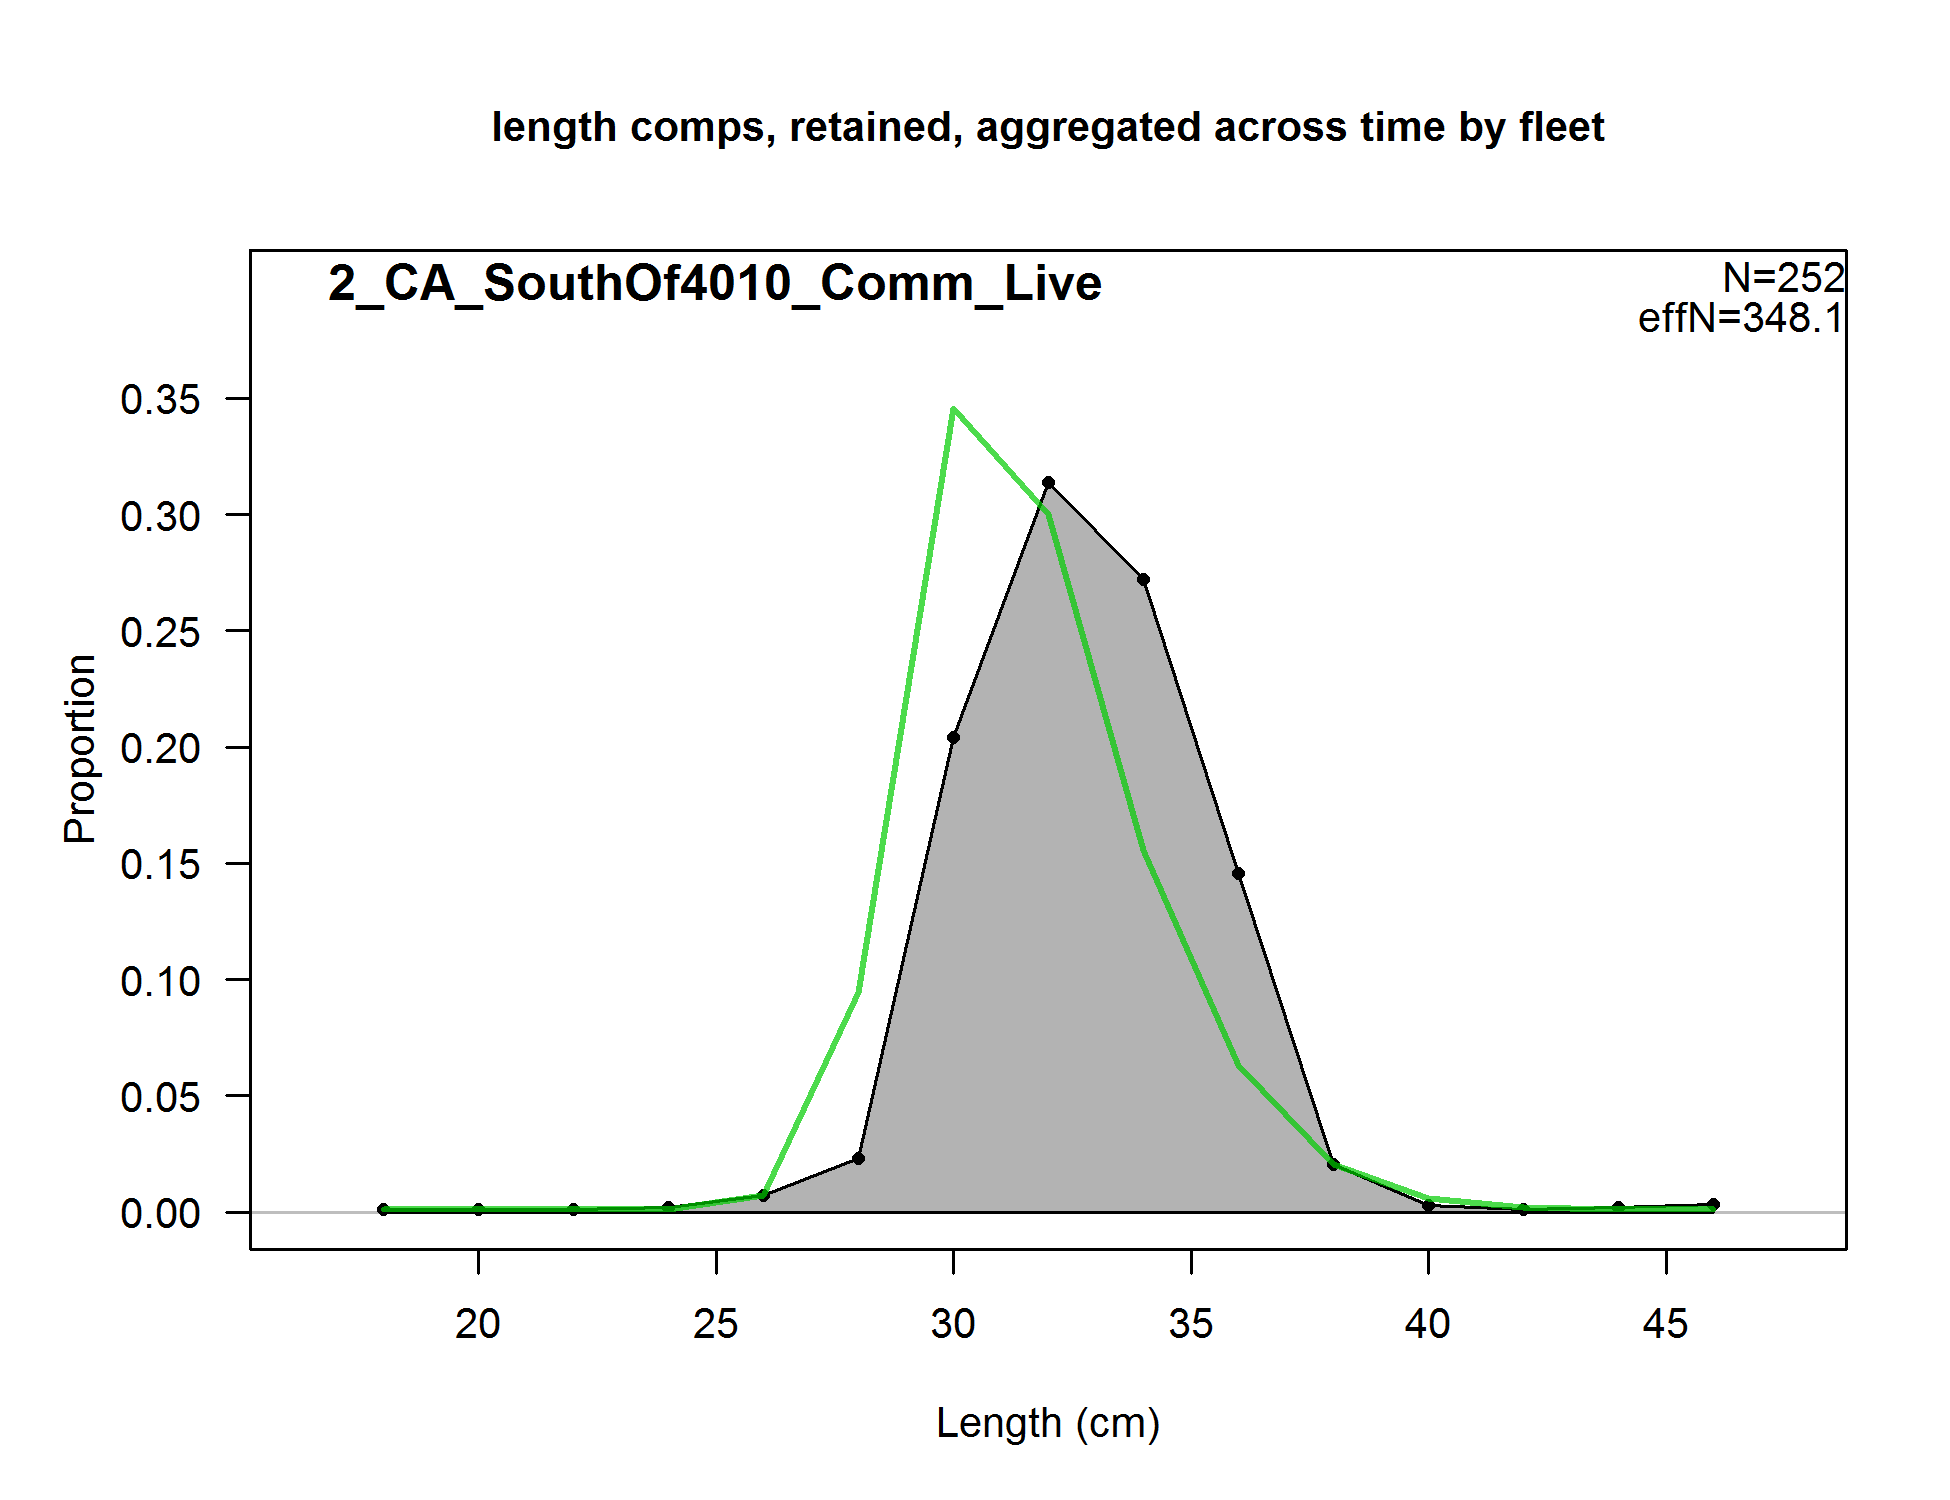 length comps, retained, aggregated across time by fleet
2_CA_SouthOf4010_Comm_Live
N=252
effN=348.1
0.35
0.30
0.25
0.20
0.15
0.10
0.05
0.00
Proportion
20 25 30 35 40 45
Length (cm)